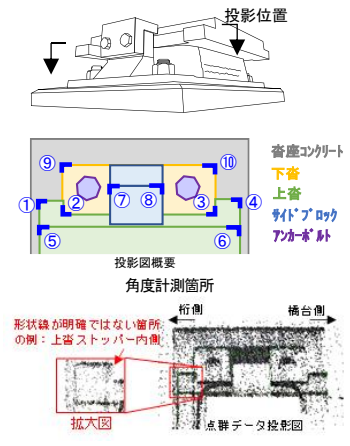 投影位置
⑨
⑩
①
②
⑦
⑧
③
④
⑤
⑥
沓座ｺﾝｸﾘｰﾄ
下沓
上沓
ｻｲﾄﾞﾌﾞﾛｯｸ
ｱﾝｶｰﾎﾞﾙﾄ
投影図概要
角度計測箇所
形状線が明確ではない箇所
の例：上沓ストッパー内側
桁側
橋台側
拡大図
点群データ投影図